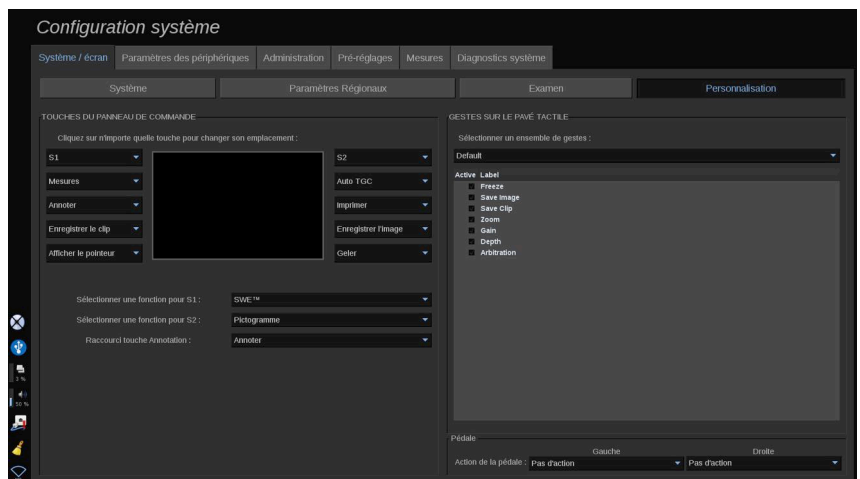 Configuration système
Système / écran Paramètres des périphériques Administration Pré-réglages Mesures Diagnostics système
Système Paramètres Régionaux Examen Personnalisation
TOUCHES DU PANNEAU DE COMMANDE
Cliquez sur n'importe quelle touche pour changer son emplacement :
S1 S2
Mesures Auto TGC
Annoter Imprimer
Enregistrer le clip Enregistrer l'image
Afficher le pointeur Geler
Sélectionner une fonction pour S1 : SWE™
Sélectionner une fonction pour S2 : Pictogramme
Raccourci touche Annotation : Annoter
GESTES SUR LE PAVÉ TACTILE
Sélectionner un ensemble de gestes :
Default
Active Label
Freeze
Save Image
Save Clip
Zoom
Gain
Depth
Arbitration
Pédale
Gauche Droite
Action de la pédale : Pas d'action Pas d'action
3 %
50 %